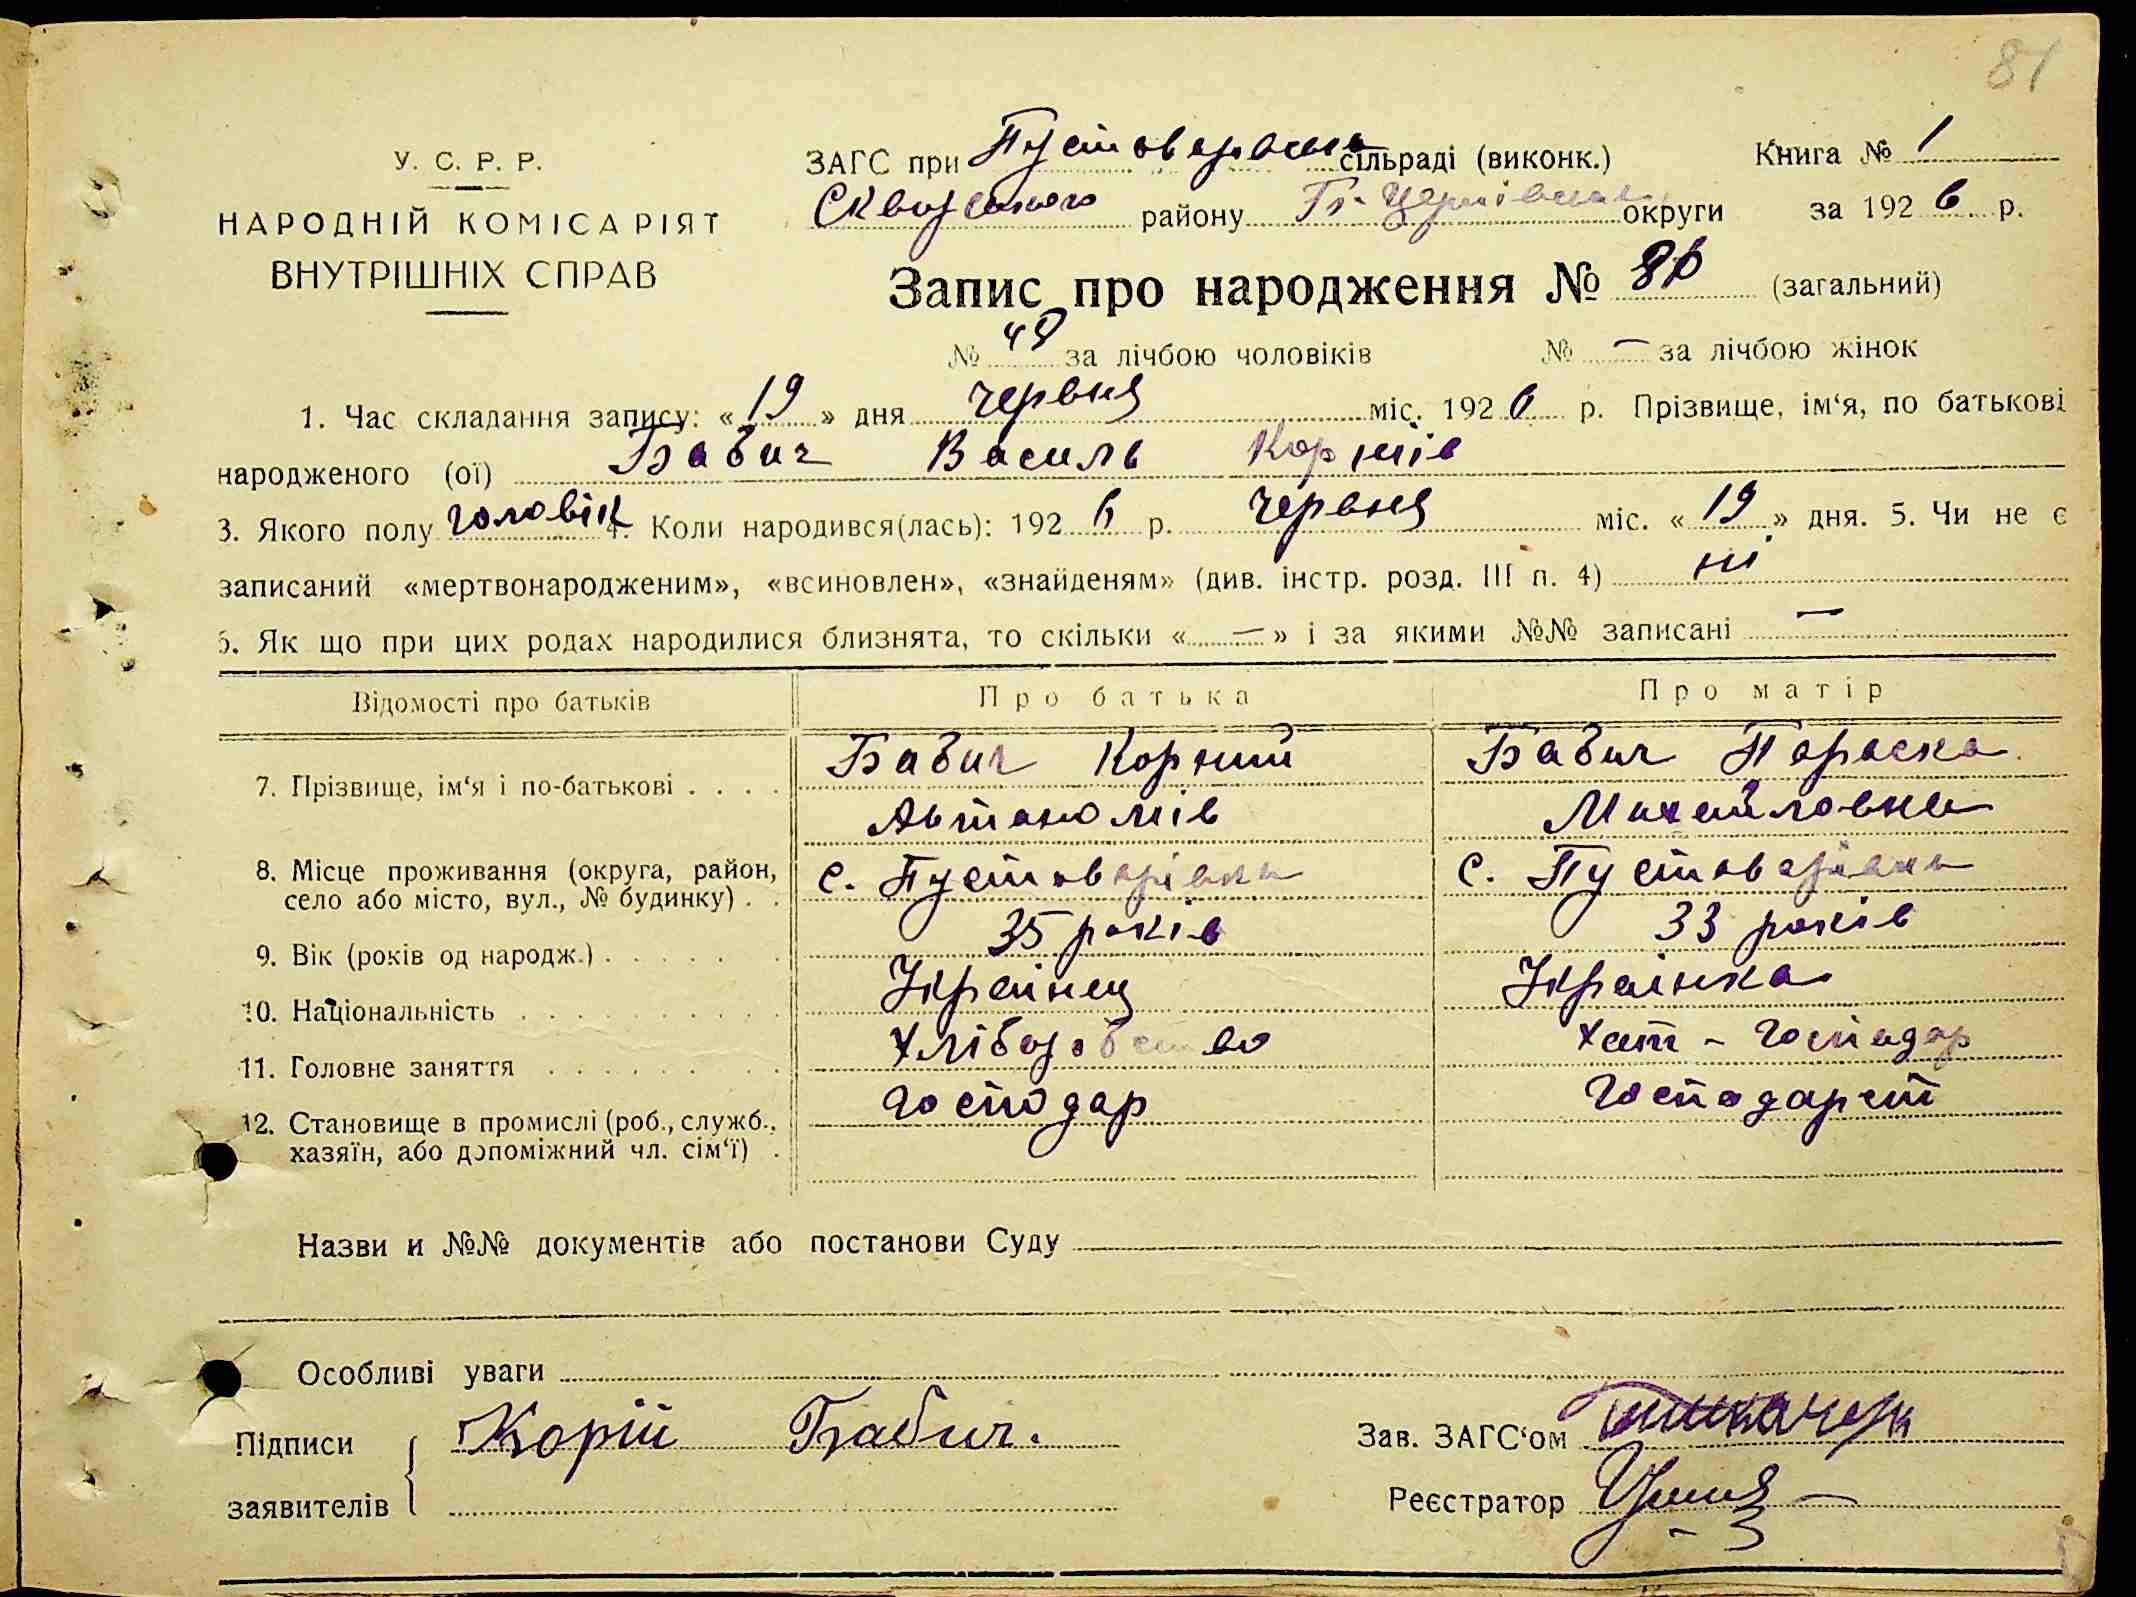 81
У. С. Р. Р.
НАРОДНІЙ КОМІСАРІЯТ
ВНУТРІШНІХ СПРАВ
ЗАГС при сільраді (виконк.) Книга № 1
Сквирського району Б-Церківської округи за 1926 р.
Запис про народження № (загальний)
№ 48 за лічбою чоловіків № — за лічбою жінок
1. Час складання запису: «19» дня червня міс. 1926 р. Прізвище, ім‘я, по батькові
народженого (ої) Бабич Василь Корніїв
3. Якого полу чоловік 4. Коли народився(лась): 1926 р. червня міс. «19» дня. 5. Чи не є
записаний «мертвонародженим», «всиновлен», «знайденям» (див. інстр. розд. III п. 4) ні
6. Як що при цих родах народилися близнята, то скільки «—» і за якими №№ записані —
Відомості про батьків Про батька Про матір
7. Прізвище, ім‘я і по-батькові . . . . Бабич Корний Бабич Параска
Автономів Михайловна
8. Місце проживання (округа, район, с. Пустоварівка с. Пустоварівка
село або місто, вул., № будинку) . .
9. Вік (років од народж.) . . . . . . 35 років 33 років
10. Національність . . . . . . . . . . Українец Українка
11. Головне заняття . . . . . . . . Хліборобство Хат - господар
12. Становище в промислі (роб., служб., господар господарст
хазяїн, або допоміжний чл. сім‘ї) .
Назви и №№ документів або постанови Суду
Особливі уваги
Підписи Корій Бабич. Зав. ЗАГС‘ом
заявителів Реєстратор